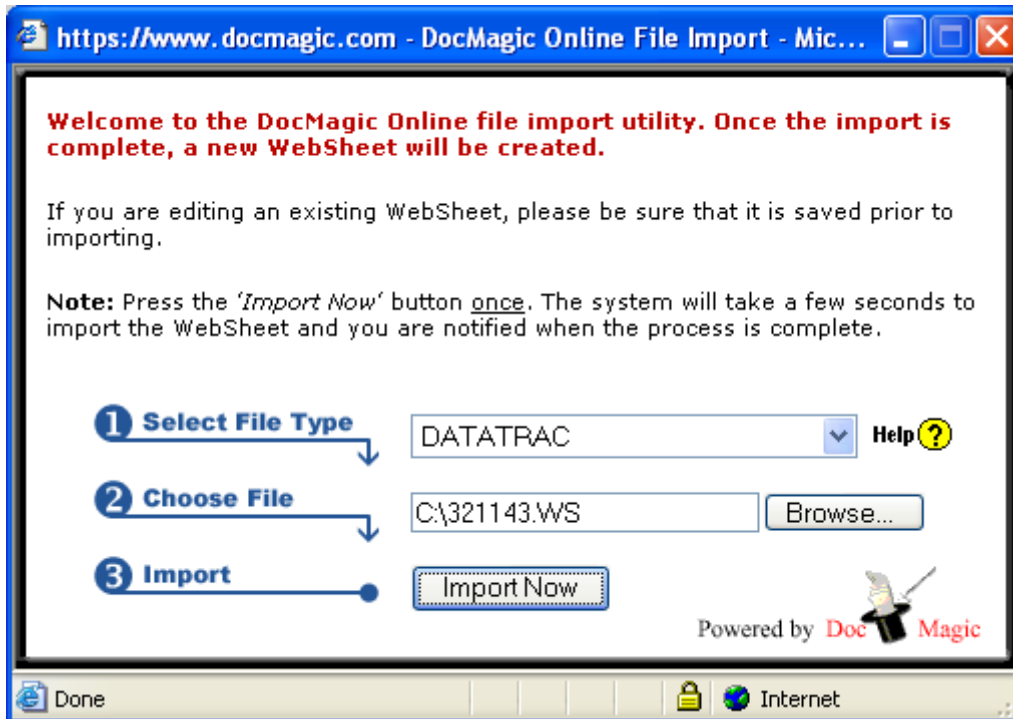 https://www.docmagic.com - DocMagic Online File Import - Mic...
Welcome to the DocMagic Online file import utility. Once the import is
complete, a new WebSheet will be created.
If you are editing an existing WebSheet, please be sure that it is saved prior to
importing.
Note: Press the ‘Import Now‘ button once. The system will take a few seconds to
import the WebSheet and you are notified when the process is complete.
1 Select File Type DATATRAC Help ?
2 Choose File C:\321143.WS Browse...
3 Import Import Now
Powered by Doc Magic
Done Internet